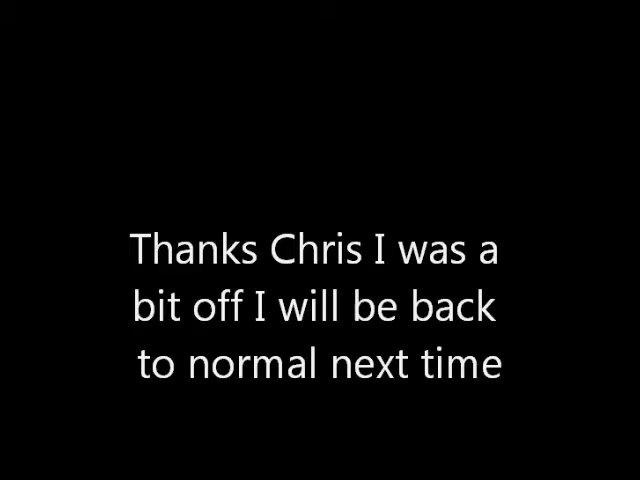 Thanks Chris I was a
bit off I will be back
to normal next time